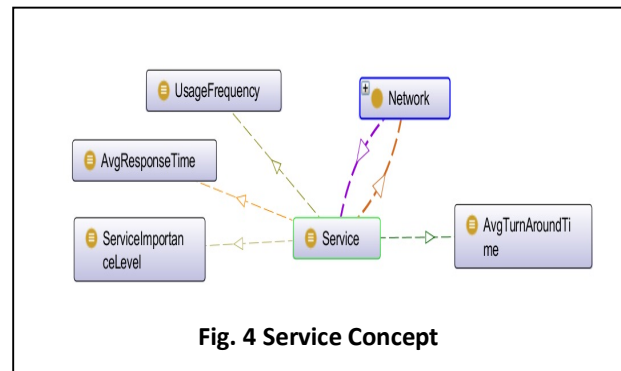 UsageFrequency
Network
AvgResponseTime
ServiceImportan
ceLevel
Service
AvgTurnAroundTi
me
Fig. 4 Service Concept